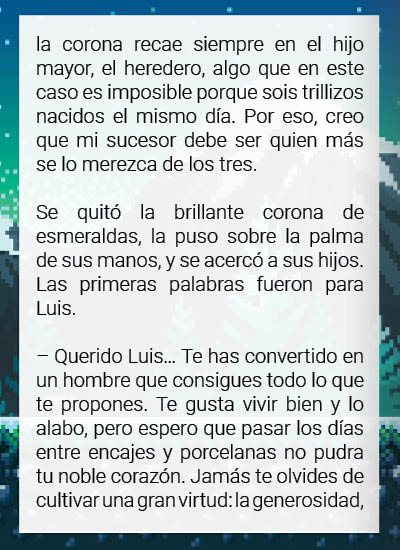 la corona recae siempre en el hijo
mayor, el heredero, algo que en este
caso es imposible porque sois trillizos
nacidos el mismo día. Por eso, creo
que mi sucesor debe ser quien más
se lo merezca de los tres.
Se quitó la brillante corona de
esmeraldas, la puso sobre la palma
de sus manos, y se acercó a sus hijos.
Las primeras palabras fueron para
Luis.
– Querido Luis… Te has convertido en
un hombre que consigues todo lo que
te propones. Te gusta vivir bien y lo
alabo, pero espero que pasar los días
entre encajes y porcelanas no pudra
tu noble corazón. Jamás te olvides de
cultivar una gran virtud: la generosidad,